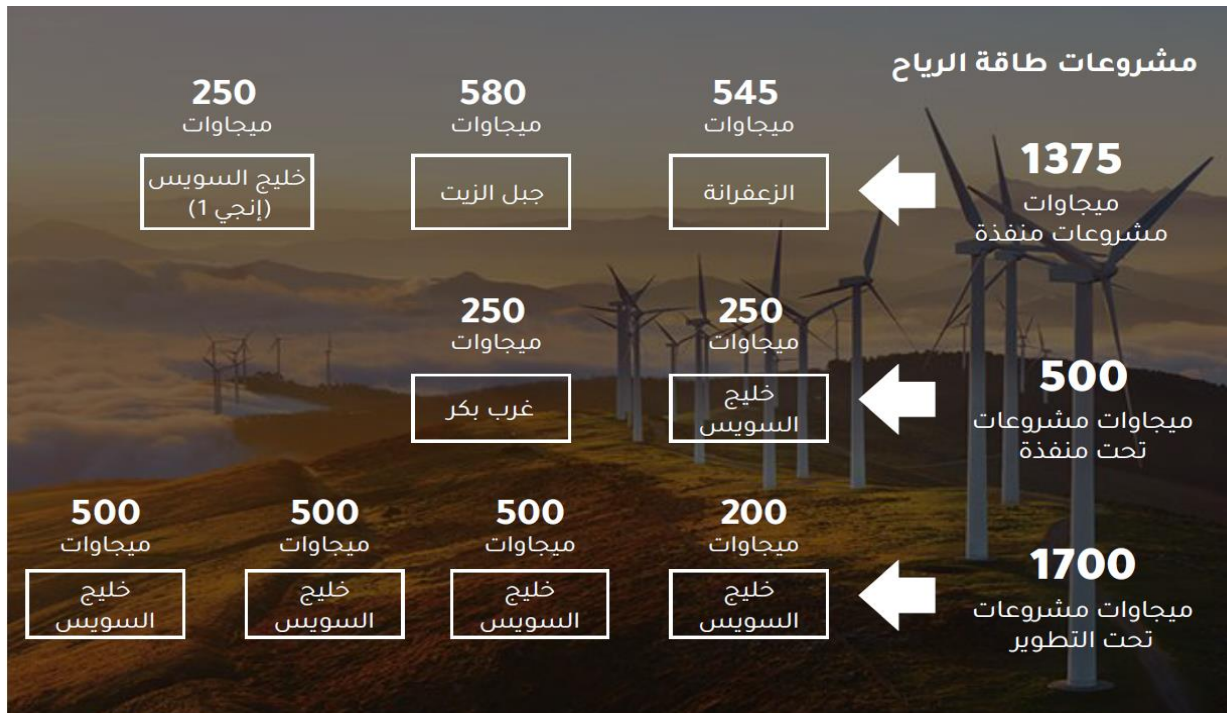 مشروعات طاقة الرياح
1375
ميجاوات
مشروعات منفذة
545
ميجاوات
الزعفرانة
580
ميجاوات
جبل الزيت
250
ميجاوات
خليج السويس
(إنجي 1)
500
ميجاوات مشروعات
تحت منفذة
250
ميجاوات
خليج
السويس
250
ميجاوات
غرب بكر
1700
ميجاوات مشروعات
تحت التطوير
200
ميجاوات
خليج
السويس
500
ميجاوات
خليج
السويس
500
ميجاوات
خليج
السويس
500
ميجاوات
خليج
السويس